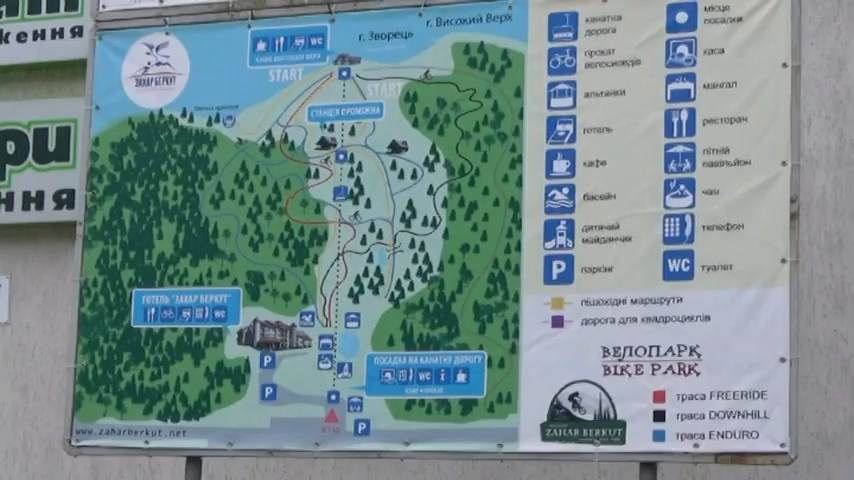 ження
ри
ння
ЗАХАР БЕРКУТ
г. Зворець
г. Високий Верх
WC
START
START
СТАНЦІЯ ПРОМІЖНА
ГОТЕЛЬ "ЗАХАР БЕРКУТ"
WC
ПОСАДКА НА КАНАТНУ ДОРОГУ
WC i
P
P
P
www.zaharberkut.net
канатна дорога
прокат велосипедів
альтанки
готель
кафе
басейн
дитячий майданчик
P паркінг
місце посадки
каса
мангал
ресторан
літній павільйон
чан
телефон
WC туалет
пішохідні маршрути
дорога для квадроциклів
ВЕЛОПАРК
BIKE PARK
траса FREERIDE
траса DOWNHILL
траса ENDURO
ZAHAR BERKUT